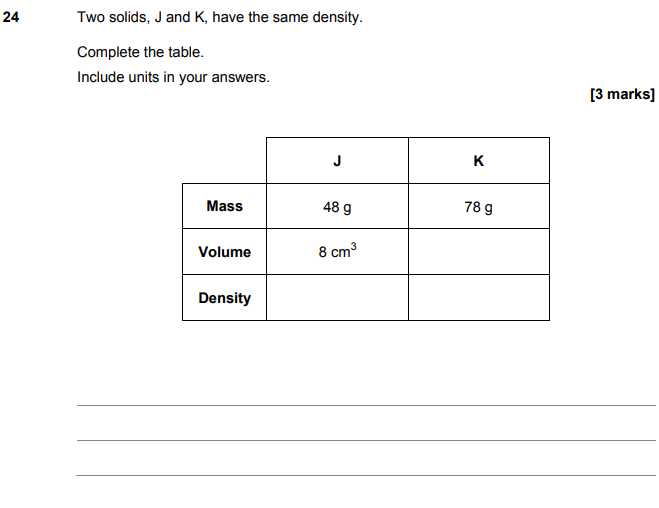 24 Two solids, J and K, have the same density.
Complete the table.
Include units in your answers.
[3 marks]
J K
Mass 48 g 78 g
Volume 8 cm³
Density